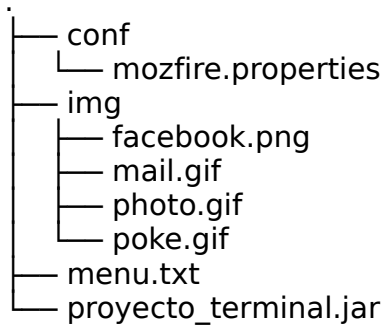 .
├── conf
│   └── mozfire.properties
├── img
│   ├── facebook.png
│   ├── mail.gif
│   ├── photo.gif
│   └── poke.gif
├── menu.txt
└── proyecto_terminal.jar